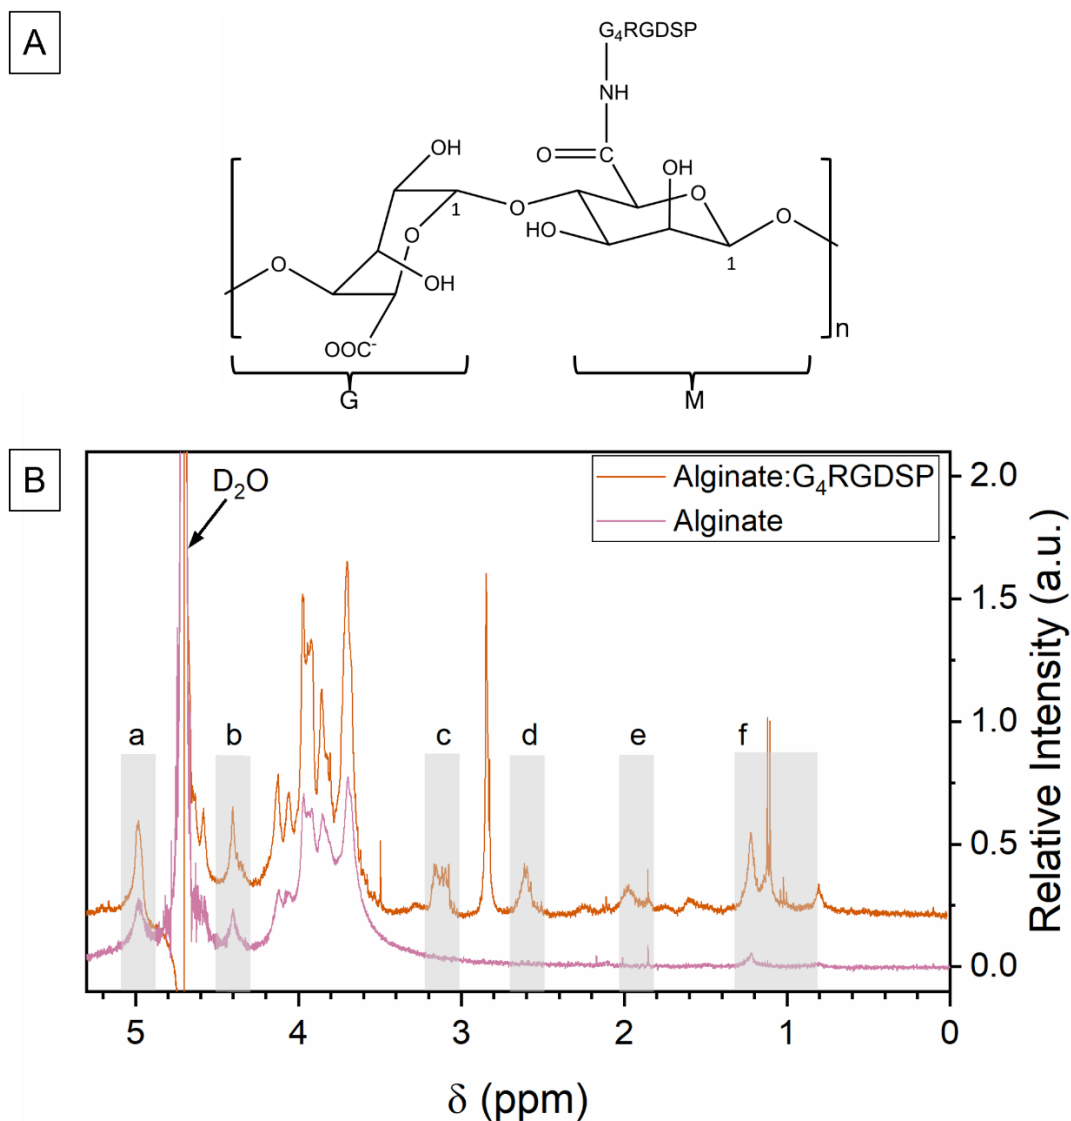 A
G₄RGDSP
NH
O
C
OH
OH
O
1
O
O
HO
O
O
OH
1
OOC⁻
n
G
M
B
D₂O
Alginate:G₄RGDSP
Alginate
a
b
c
d
e
f
2.0
1.5
1.0
0.5
0.0
Relative Intensity (a.u.)
5
4
3
2
1
0
δ (ppm)